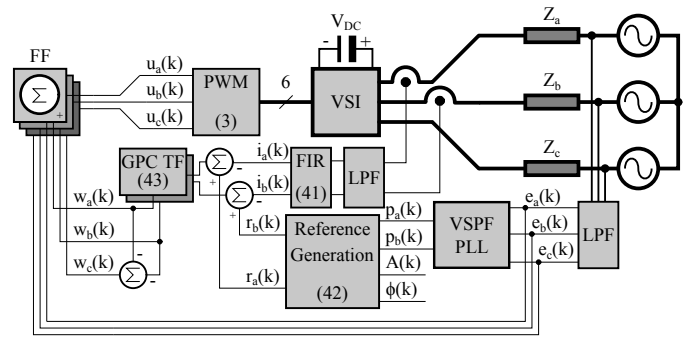 V_DC
- +
Z_a
FF
u_a(k)
Σ
+
u_b(k)
u_c(k)
PWM
(3)
6
VSI
Z_b
Z_c
GPC TF
(43)
-
Σ
+
i_a(k)
i_b(k)
-
Σ
+
FIR
(41)
LPF
w_a(k)
w_b(k)
w_c(k)
-
Σ
-
r_b(k)
r_a(k)
Reference
Generation
(42)
p_a(k)
p_b(k)
A(k)
ϕ(k)
VSPF
PLL
e_a(k)
e_b(k)
e_c(k)
LPF